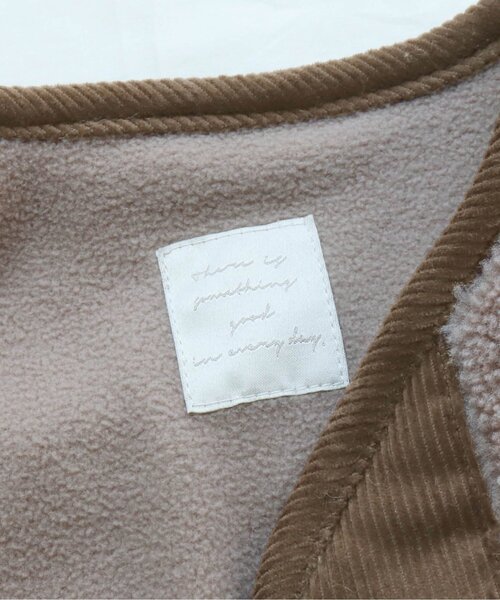 there is
something
good
in every day.